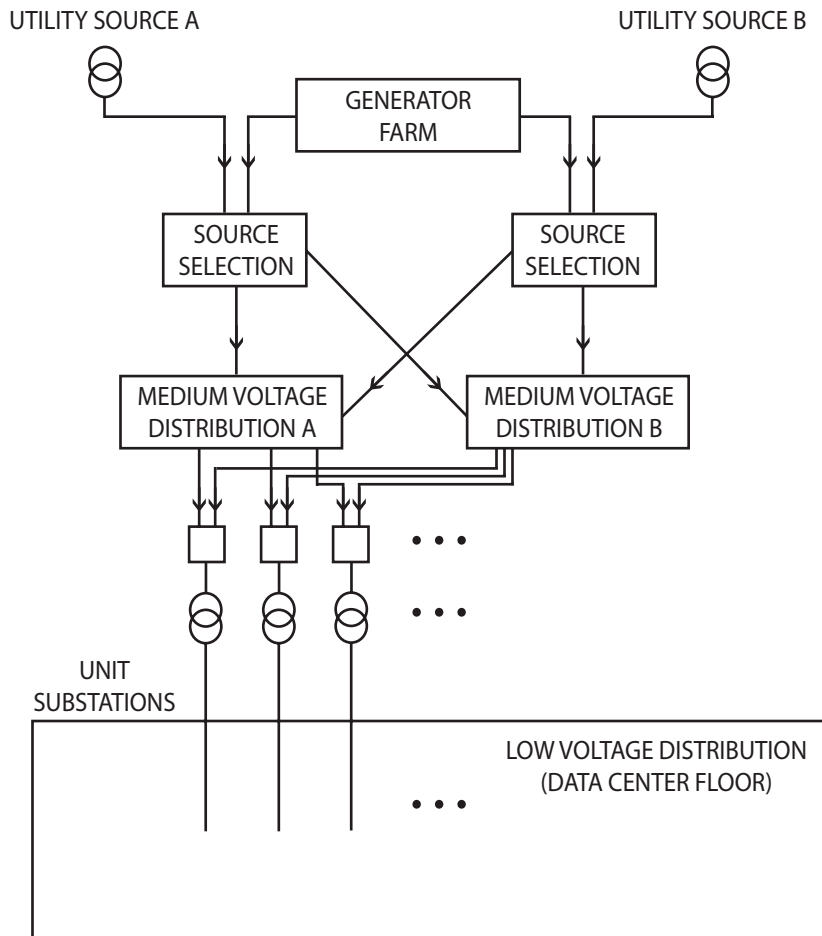 UTILITY SOURCE A
UTILITY SOURCE B
GENERATOR
FARM
SOURCE
SELECTION
SOURCE
SELECTION
MEDIUM VOLTAGE
DISTRIBUTION A
MEDIUM VOLTAGE
DISTRIBUTION B
UNIT
SUBSTATIONS
LOW VOLTAGE DISTRIBUTION
(DATA CENTER FLOOR)